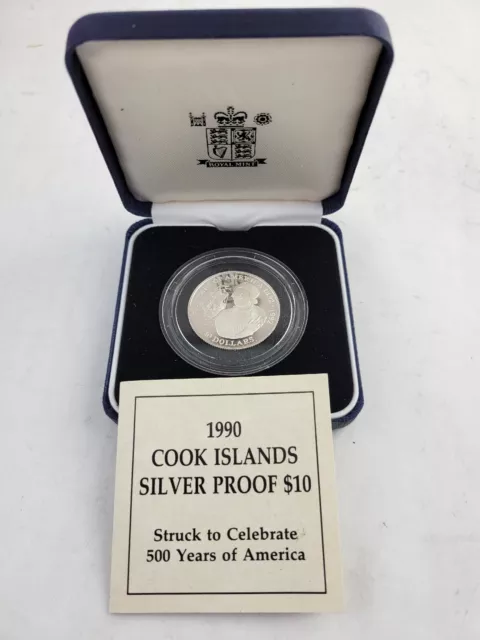 ROYAL MINT
DOLLARS
1990
COOK ISLANDS
SILVER PROOF $10
Struck to Celebrate
500 Years of America